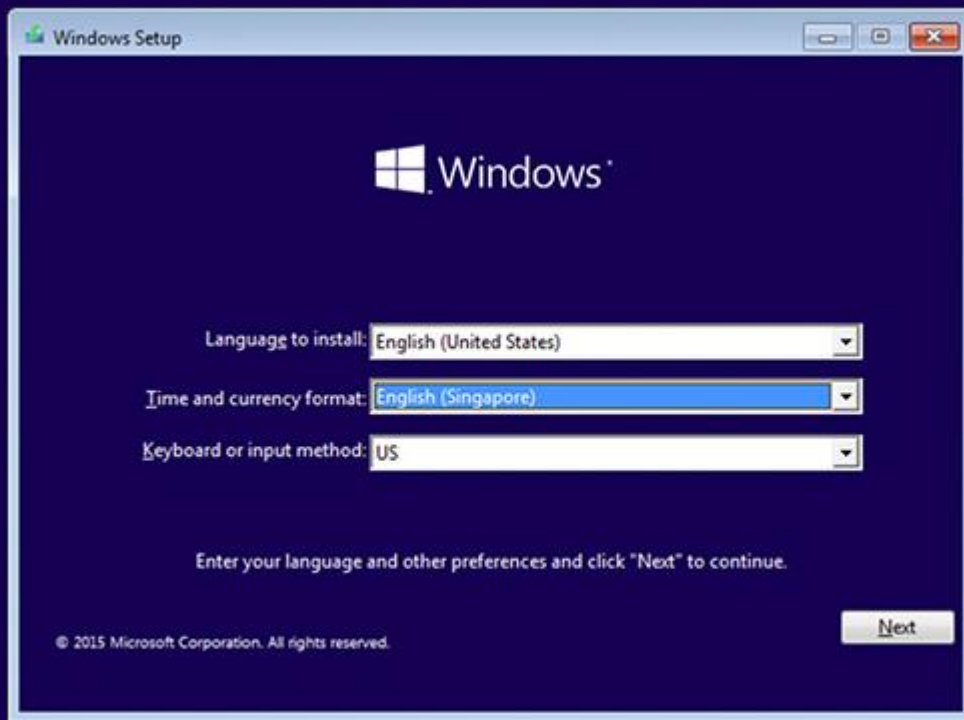 Windows Setup
Windows
Language to install: English (United States)
Time and currency format: English (Singapore)
Keyboard or input method: US
Enter your language and other preferences and click "Next" to continue.
Next
© 2015 Microsoft Corporation. All rights reserved.